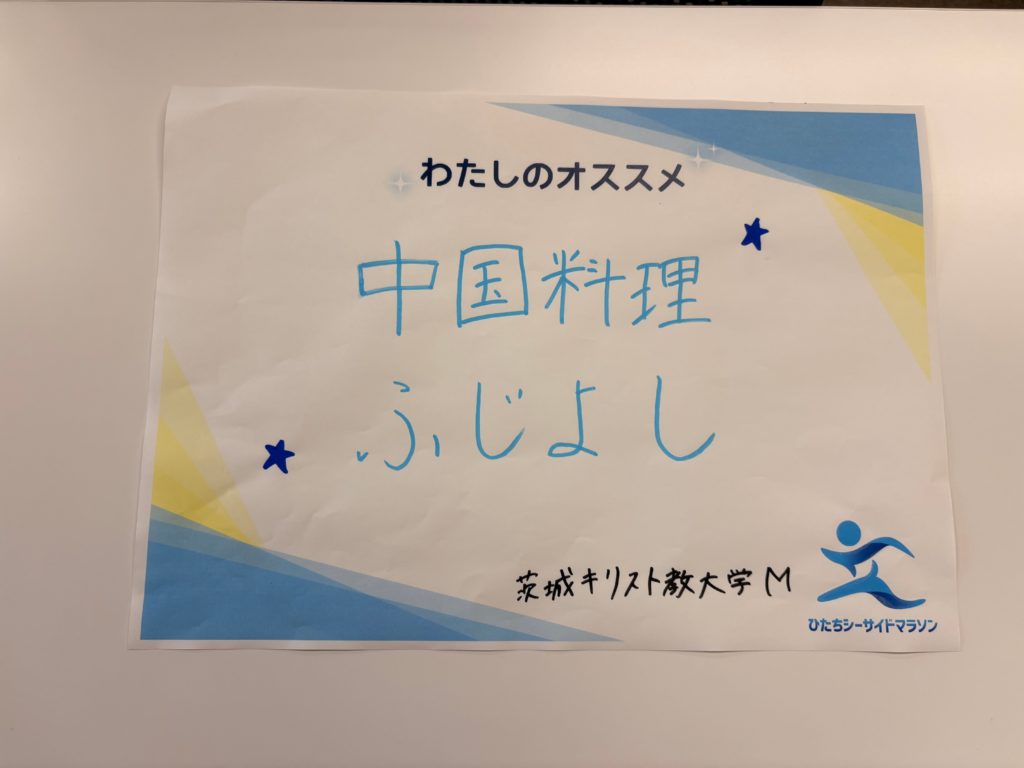 わたしのオススメ
中国料理
ふじよし
茨城キリスト教大学 M
ひたちシーサイドマラソン